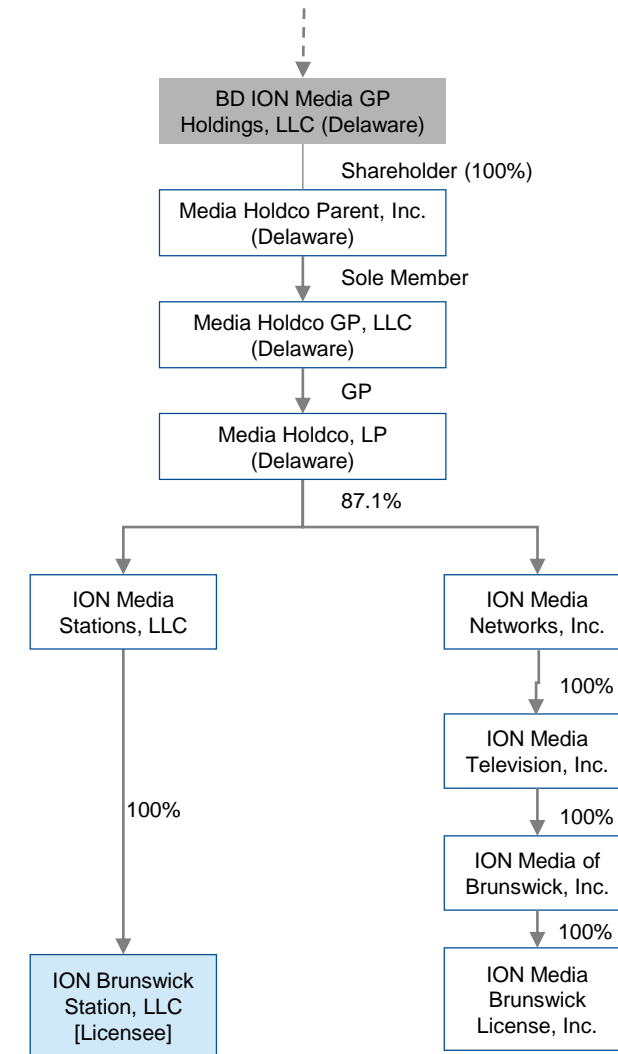 BD ION Media GP
Holdings, LLC (Delaware)
Shareholder (100%)
Media Holdco Parent, Inc.
(Delaware)
Sole Member
Media Holdco GP, LLC
(Delaware)
GP
Media Holdco, LP
(Delaware)
87.1%
ION Media
Stations, LLC
ION Media
Networks, Inc.
100%
ION Media
Television, Inc.
100%
100%
ION Media of
Brunswick, Inc.
100%
ION Brunswick
Station, LLC
[Licensee]
ION Media
Brunswick
License, Inc.